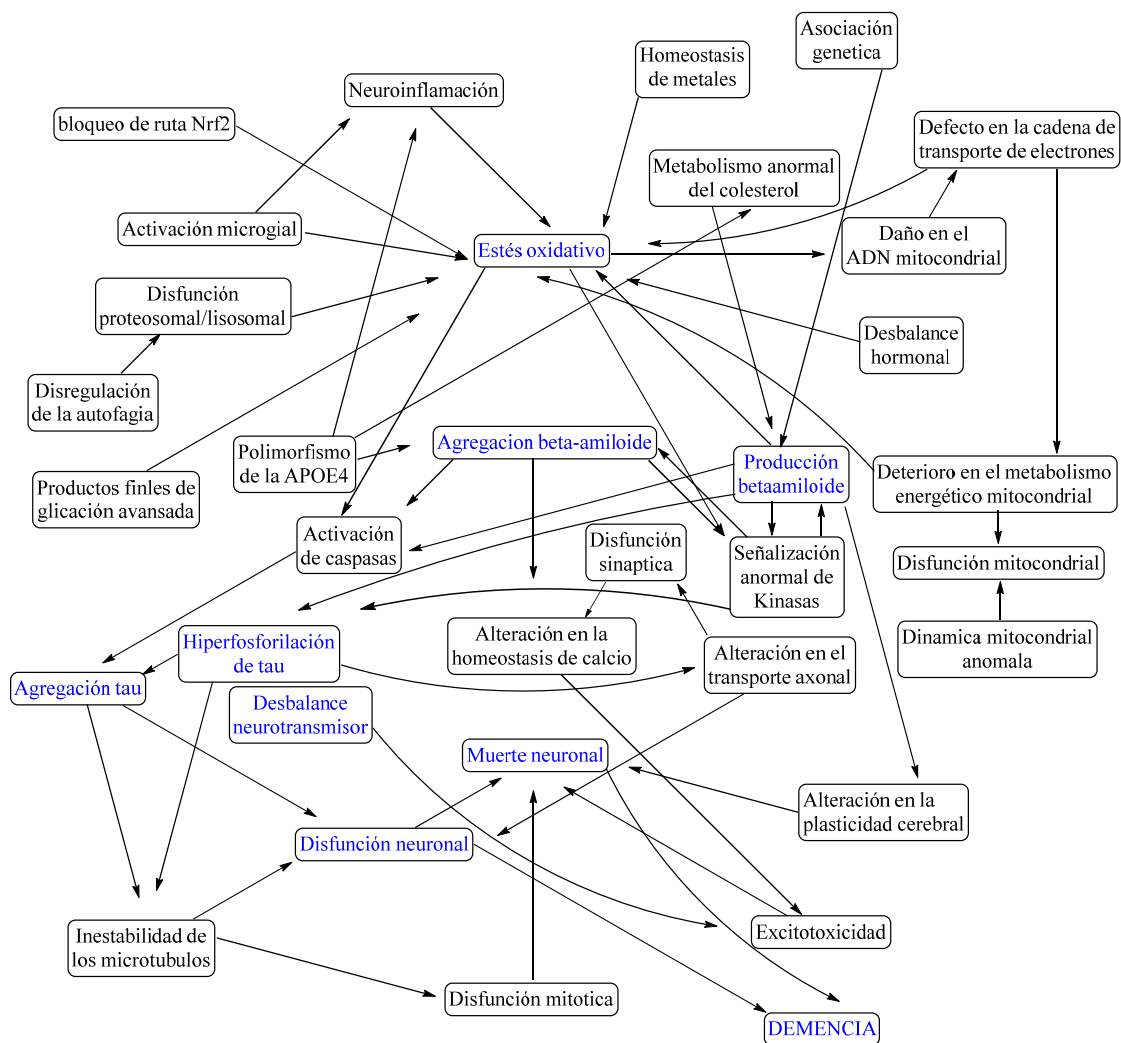 Asociación
genetica
Homeostasis
de metales
Neuroinflamación
bloqueo de ruta Nrf2
Defecto en la cadena de
transporte de electrones
Metabolismo anormal
del colesterol
Activación microgial
Estés oxidativo
Daño en el
ADN mitocondrial
Disfunción
proteosomal/lisosomal
Desbalance
hormonal
Disregulación
de la autofagia
Polimorfismo
de la APOE4
Agregacion beta-amiloide
Producción
betaamiloide
Deterioro en el metabolismo
energético mitocondrial
Productos finles de
glicación avansada
Activación
de caspasas
Disfunción
sinaptica
Señalización
anormal de
Kinasas
Disfunción mitocondrial
Hiperfosforilación
de tau
Alteración en la
homeostasis de calcio
Alteración en el
transporte axonal
Dinamica mitocondrial
anomala
Agregación tau
Desbalance
neurotransmisor
Muerte neuronal
Alteración en la
plasticidad cerebral
Disfunción neuronal
Inestabilidad de
los microtubulos
Excitotoxicidad
Disfunción mitotica
DEMENCIA